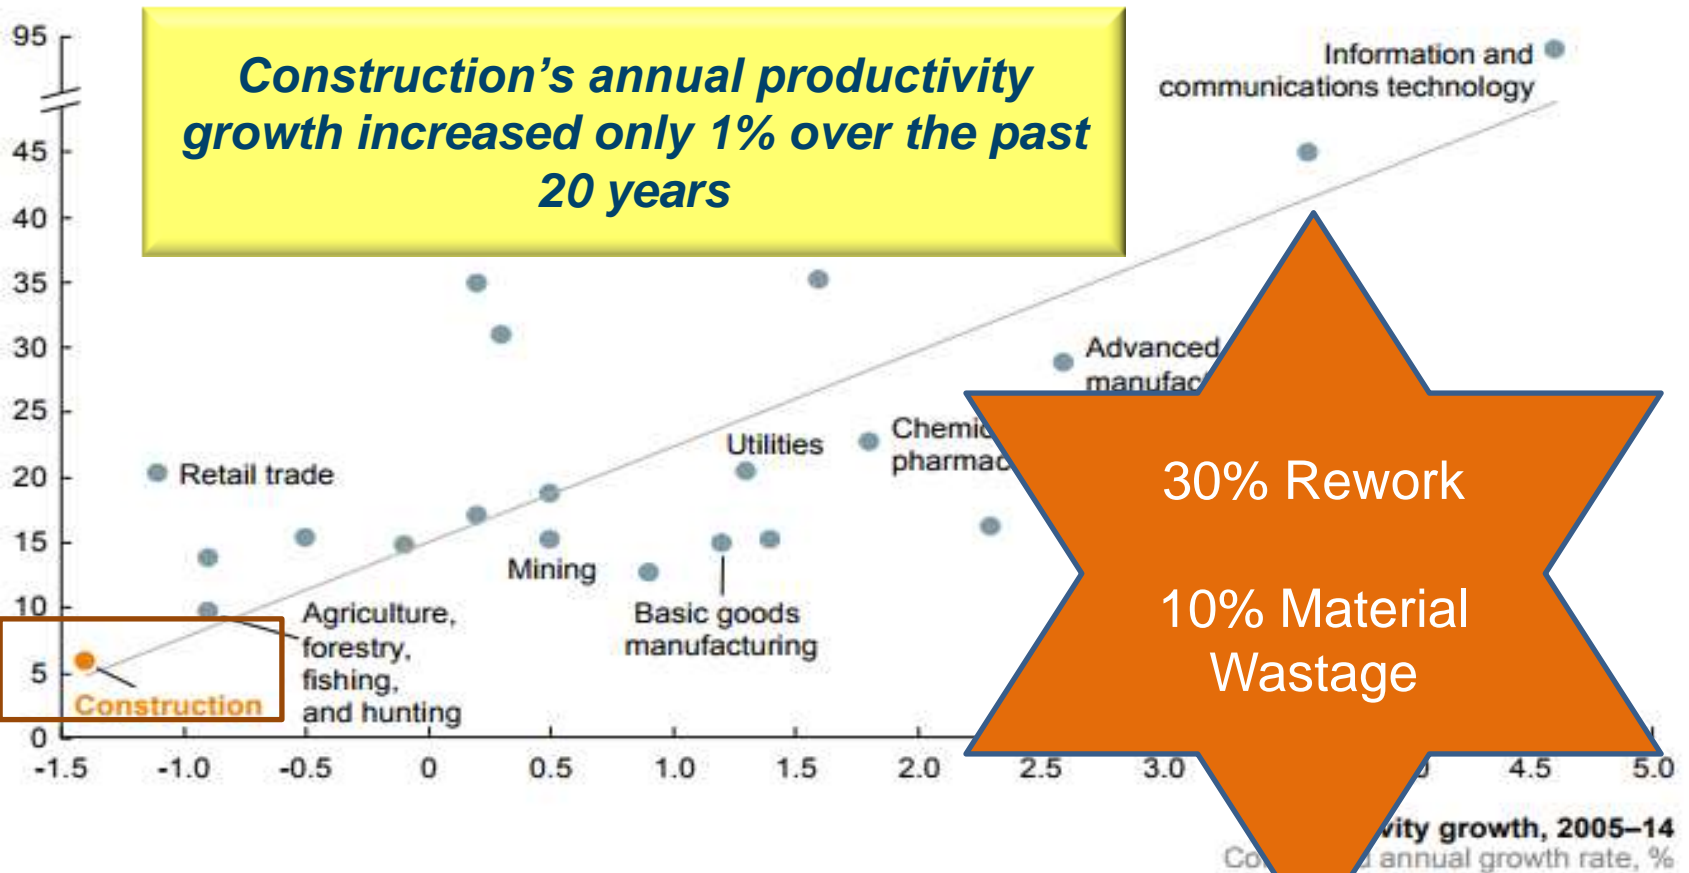 Construction’s annual productivity
growth increased only 1% over the past
20 years
95
45
40
35
30
25
20
15
10
5
0
Information and
communications technology
Advanced
Utilities
Retail trade
Mining
Basic goods
manufacturing
Agriculture,
forestry,
fishing,
and hunting
Construction
30% Rework
10% Material
Wastage
-1.5 -1.0 -0.5 0 0.5 1.0 1.5 2.0 2.5 3.0 4.5 5.0
growth, 2005–14
annual growth rate, %